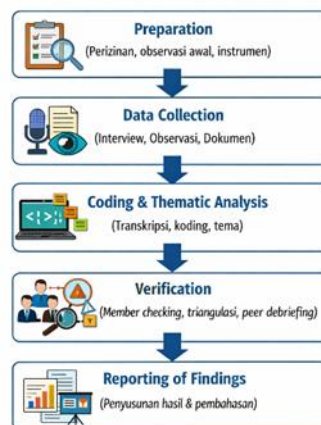 Preparation
(Perizinan, observasi awal, instrumen)
Data Collection
(Interview, Observasi, Dokumen)
Coding & Thematic Analysis
(Transkripsi, koding, tema)
Verification
(Member checking, triangulasi, peer debriefing)
Reporting of Findings
(Penyusunan hasil & pembahasan)